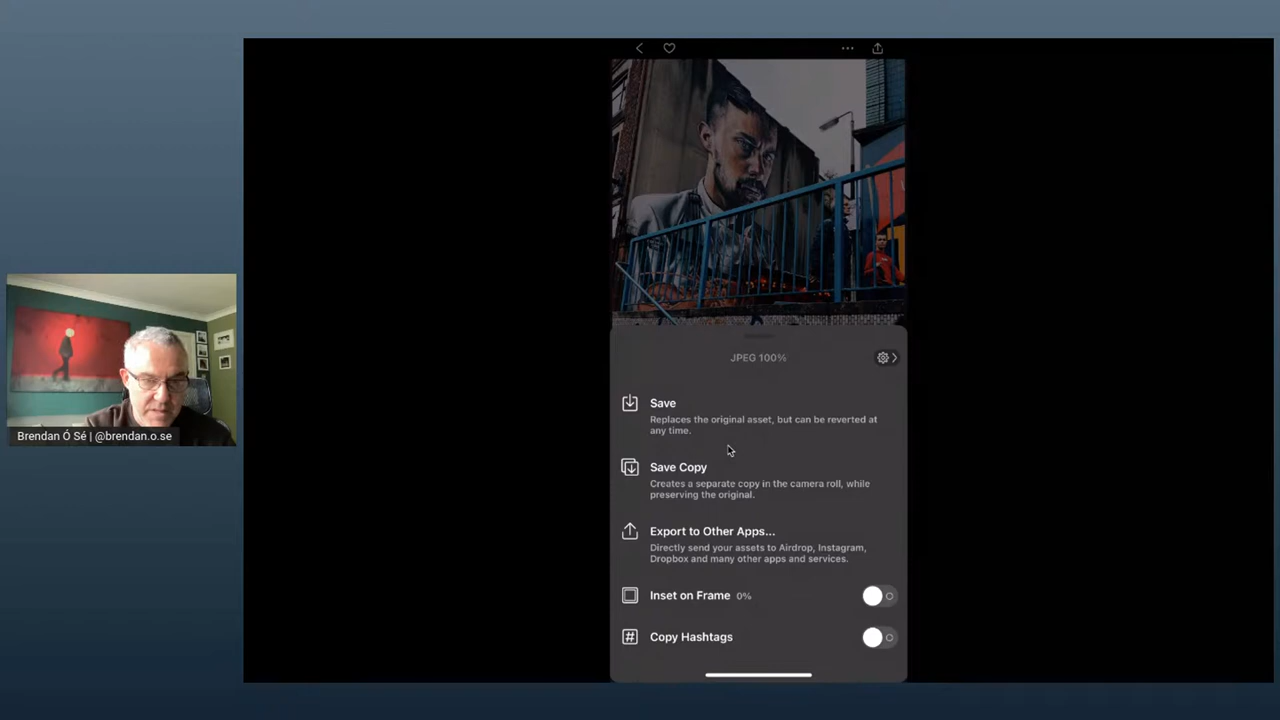 JPEG 100%
Save
Replaces the original asset, but can be reverted at
any time.
Save Copy
Creates a separate copy in the camera roll, while
preserving the original.
Export to Other Apps...
Directly send your assets to Airdrop, Instagram,
Dropbox and many other apps and services.
Inset on Frame 0%
Copy Hashtags
Brendan Ó Sé | @brendan.o.se